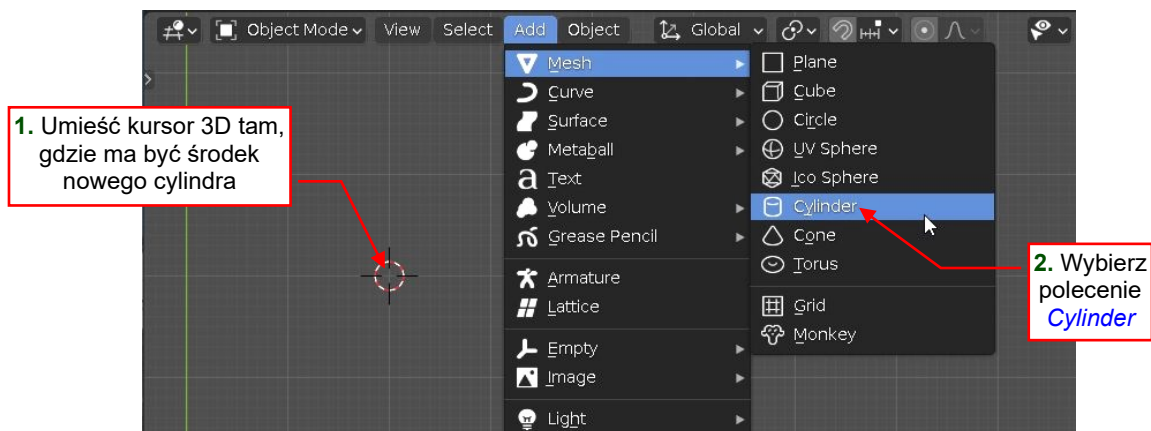 Object Mode View Select Add Object Global
Mesh
Curve
Surface
Metaball
Text
Volume
Grease Pencil
Armature
Lattice
Empty
Image
Light
Plane
Cube
Circle
UV Sphere
Ico Sphere
Cylinder
Cone
Torus
Grid
Monkey
1. Umieść kursor 3D tam,
gdzie ma być środek
nowego cylindra
2. Wybierz
polecenie
Cylinder